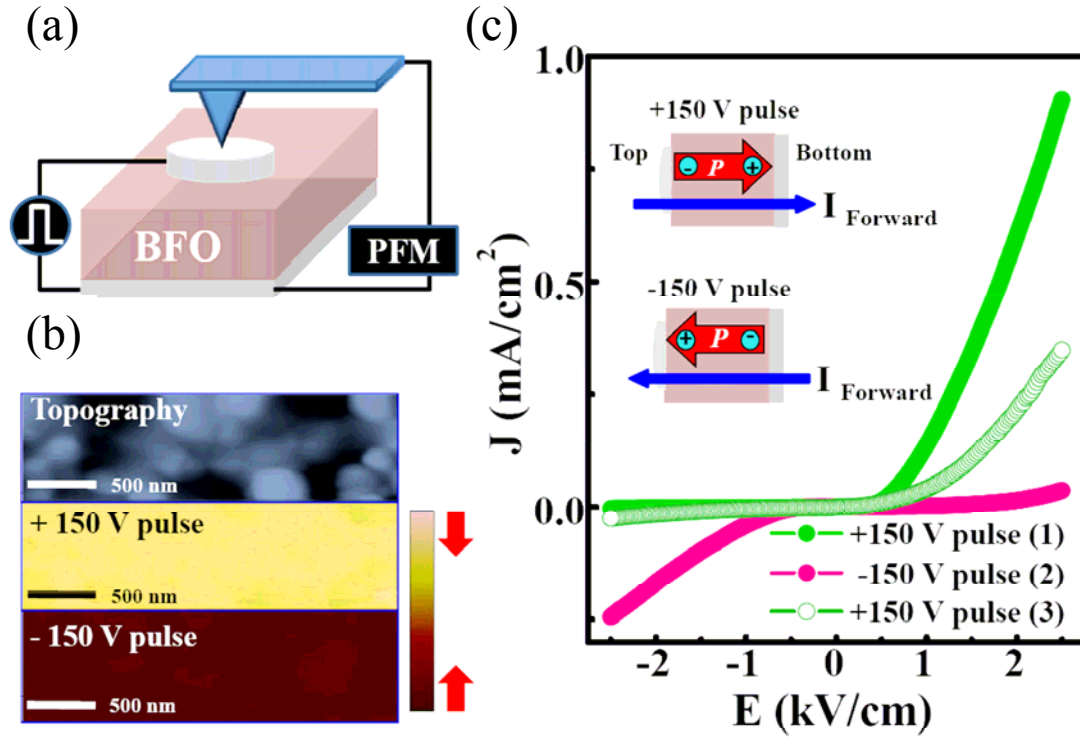 (a)
BFO
PFM
(b)
Topography
500 nm
+ 150 V pulse
500 nm
- 150 V pulse
500 nm
(c)
J (mA/cm²)
1.0
0.5
0.0
+150 V pulse
Top
- P +
Bottom
I Forward
-150 V pulse
+ P -
I Forward
+150 V pulse (1)
-150 V pulse (2)
+150 V pulse (3)
-2 -1 0 1 2
E (kV/cm)